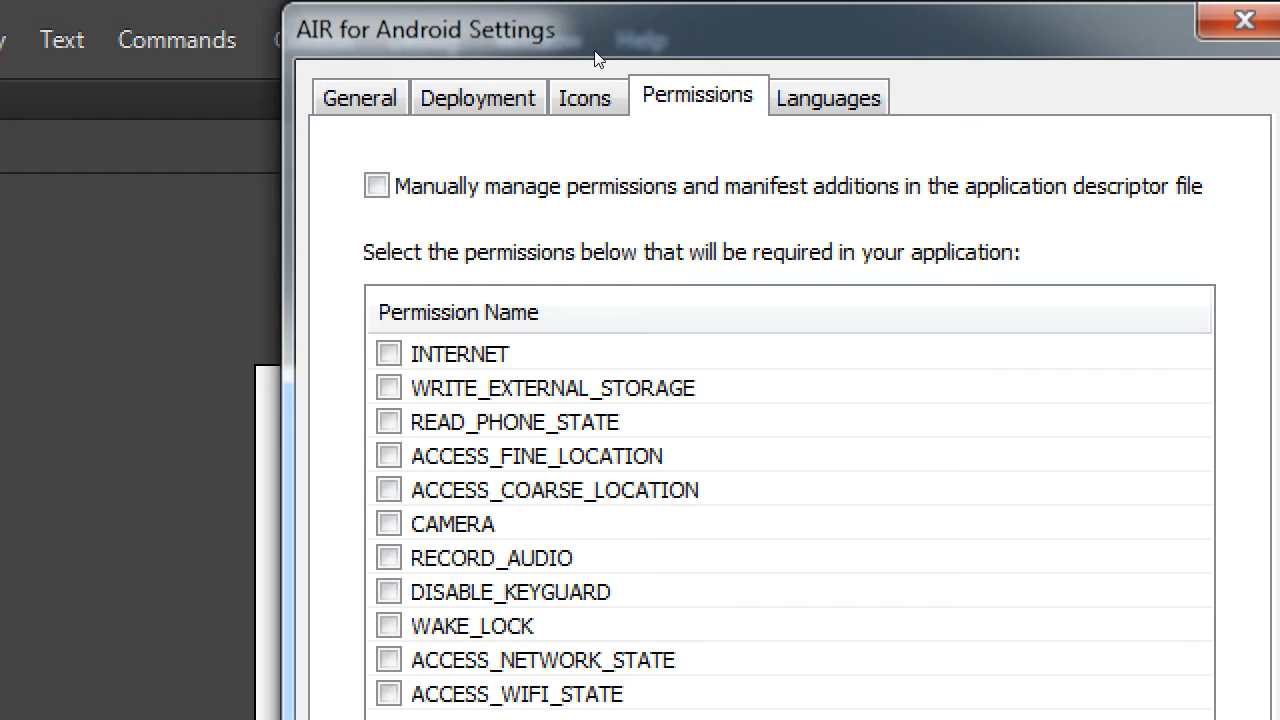 Text Commands Help
AIR for Android Settings
General Deployment Icons Permissions Languages
Manually manage permissions and manifest additions in the application descriptor file
Select the permissions below that will be required in your application:
Permission Name
INTERNET
WRITE_EXTERNAL_STORAGE
READ_PHONE_STATE
ACCESS_FINE_LOCATION
ACCESS_COARSE_LOCATION
CAMERA
RECORD_AUDIO
DISABLE_KEYGUARD
WAKE_LOCK
ACCESS_NETWORK_STATE
ACCESS_WIFI_STATE